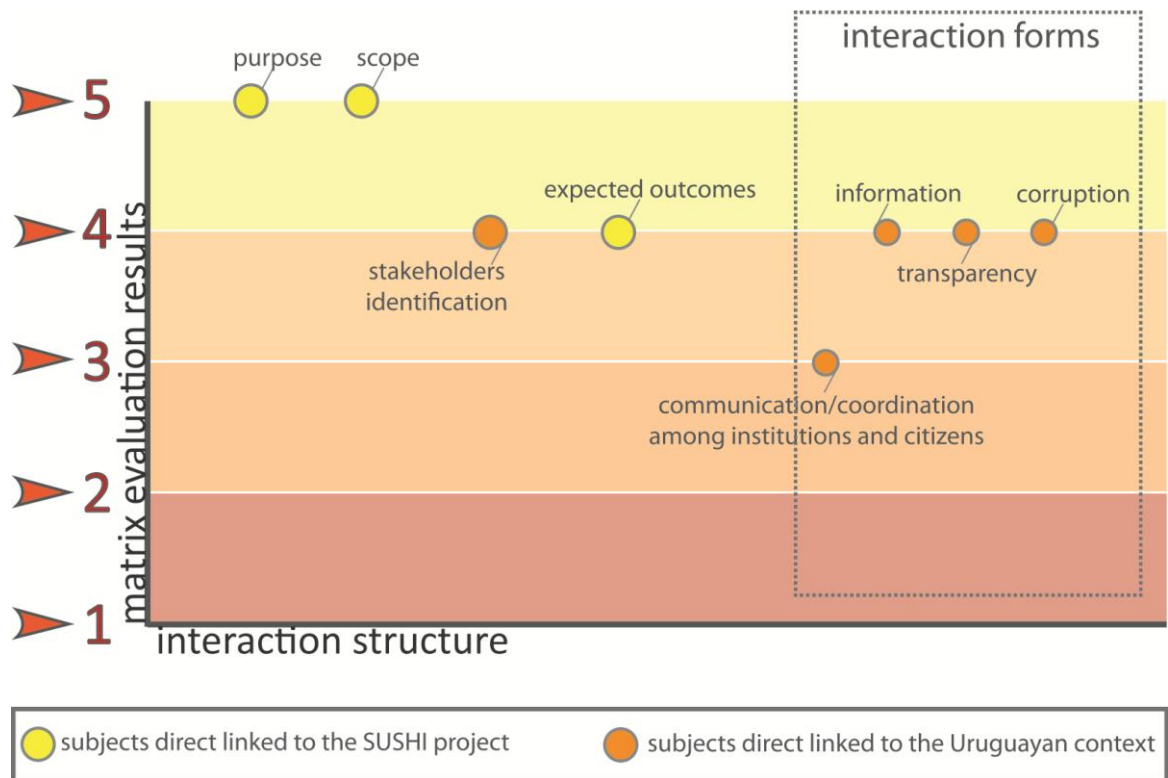 interaction forms
purpose
scope
5
expected outcomes
information
corruption
4
stakeholders
identification
transparency
3
communication/coordination
among institutions and citizens
2
matrix evaluation results
1
interaction structure
subjects direct linked to the SUSHI project
subjects direct linked to the Uruguayan context